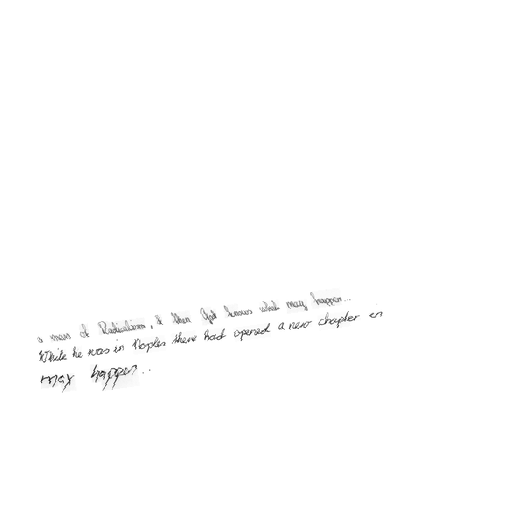 a man of Radicalism, & then God knows what may happen...
While he was in Naples there had opened a new chapter in
may happen..